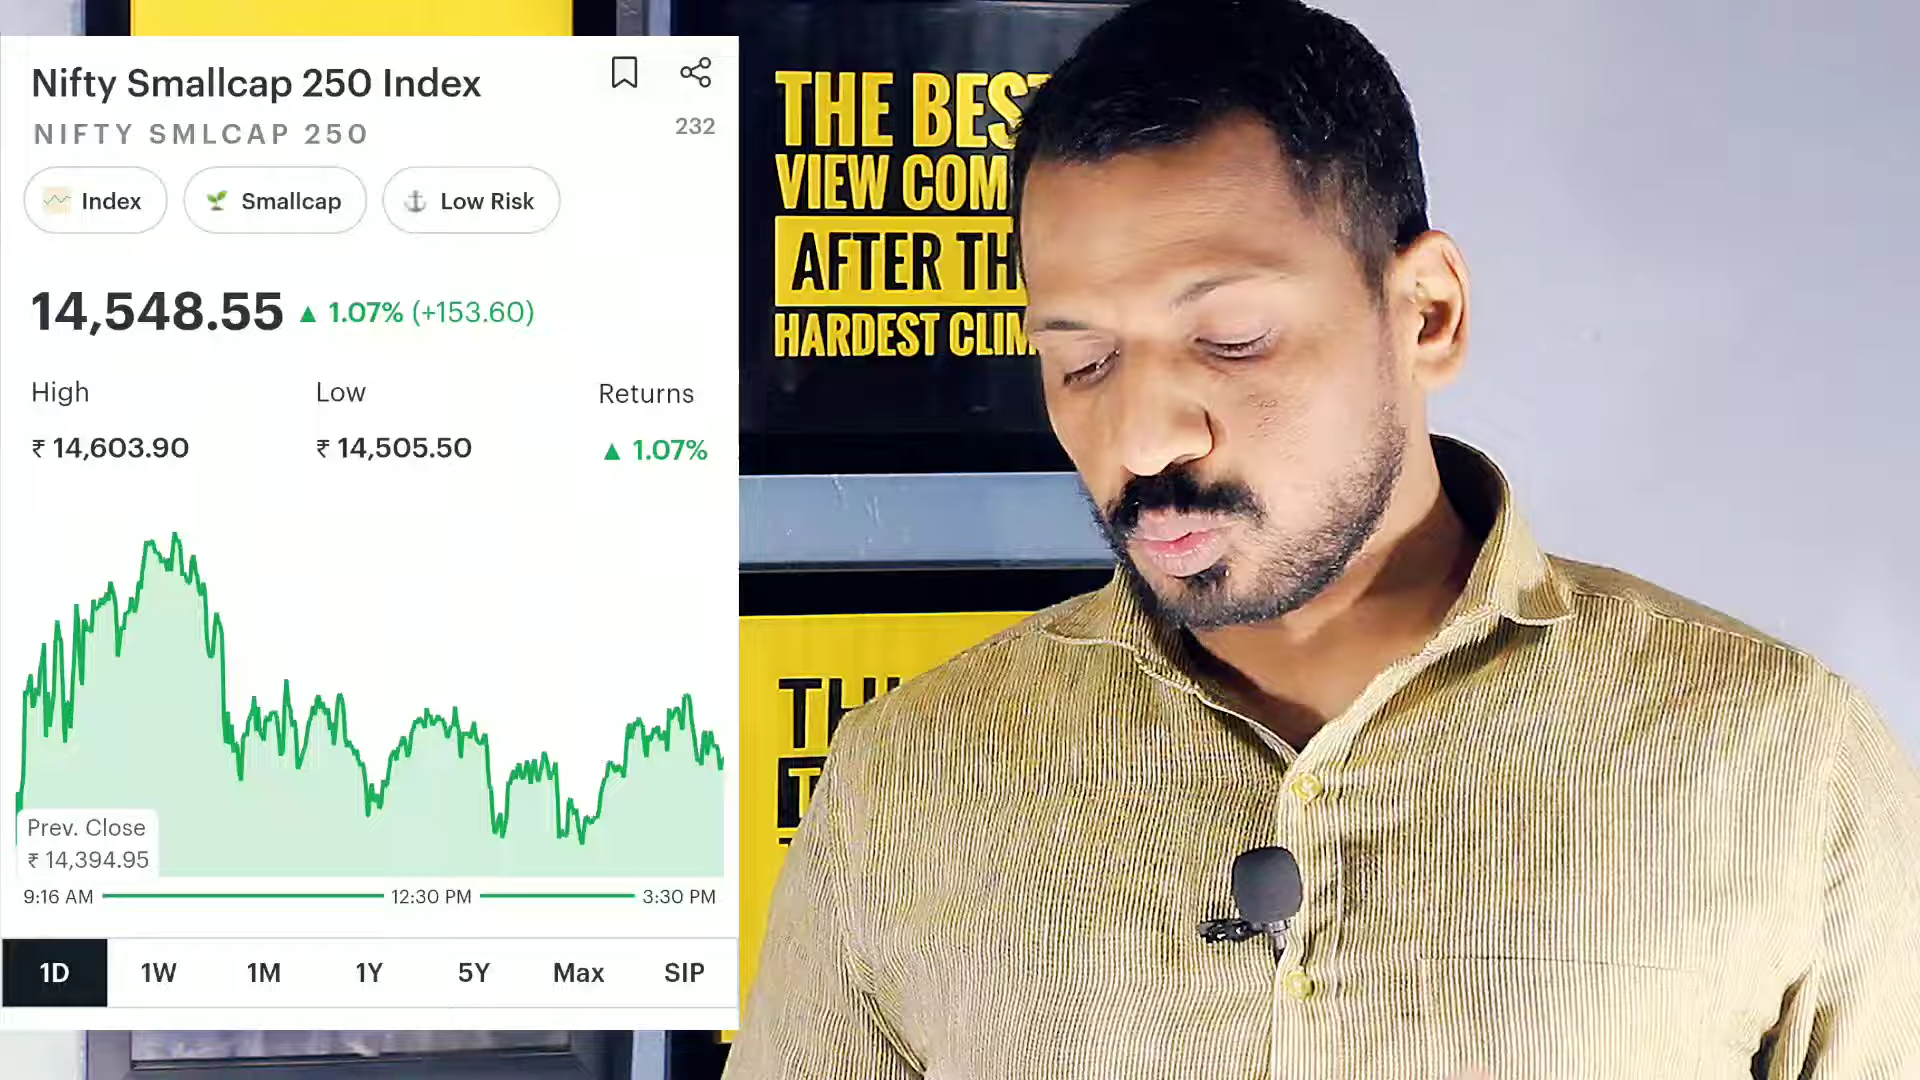 Nifty Smallcap 250 Index
NIFTY SMLCAP 250
232
Index
Smallcap
Low Risk
14,548.55 ▲ 1.07% (+153.60)
High
Low
Returns
₹ 14,603.90
₹ 14,505.50
▲ 1.07%
Prev. Close
₹ 14,394.95
9:16 AM
12:30 PM
3:30 PM
1D
1W
1M
1Y
5Y
Max
SIP
THE BES
VIEW COM
AFTER TH
HARDEST CLIM